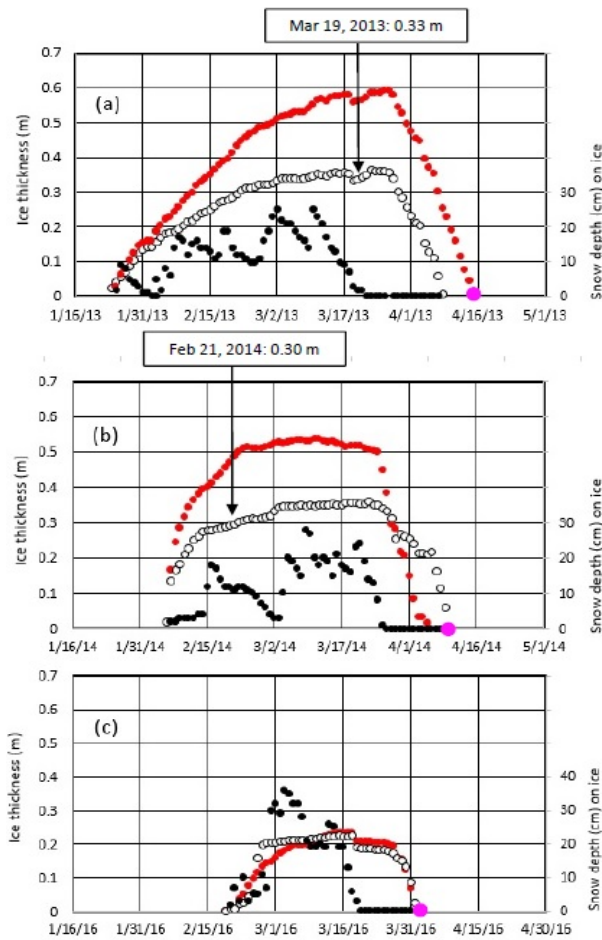 Mar 19, 2013: 0.33 m
0.7
0.6
0.5
0.4
0.3
0.2
0.1
0
Ice thickness (m)
(a)
30
20
10
0
Snow depth (cm) on ice
1/16/13 1/31/13 2/15/13 3/2/13 3/17/13 4/1/13 4/16/13 5/1/13
Feb 21, 2014: 0.30 m
0.7
0.6
0.5
0.4
0.3
0.2
0.1
0
Ice thickness (m)
(b)
30
20
10
0
Snow depth (cm) on ice
1/16/14 1/31/14 2/15/14 3/2/14 3/17/14 4/1/14 4/16/14 5/1/14
0.7
0.6
0.5
0.4
0.3
0.2
0.1
0
Ice thickness (m)
(c)
40
30
20
10
0
Snow depth (cm) on ice
1/16/16 1/31/16 2/15/16 3/1/16 3/16/16 3/31/16 4/15/16 4/30/16